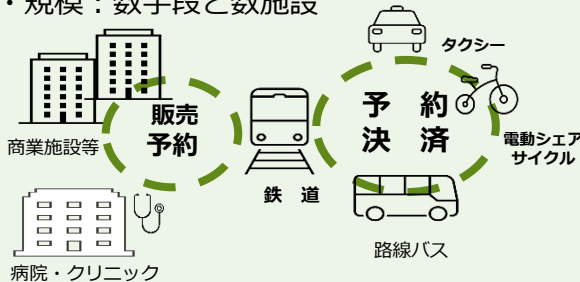 ・規模：数手段と数施設
タクシー
販売
予約
予 約
決 済
商業施設等
電動シェア
サイクル
鉄 道
路線バス
病院・クリニック